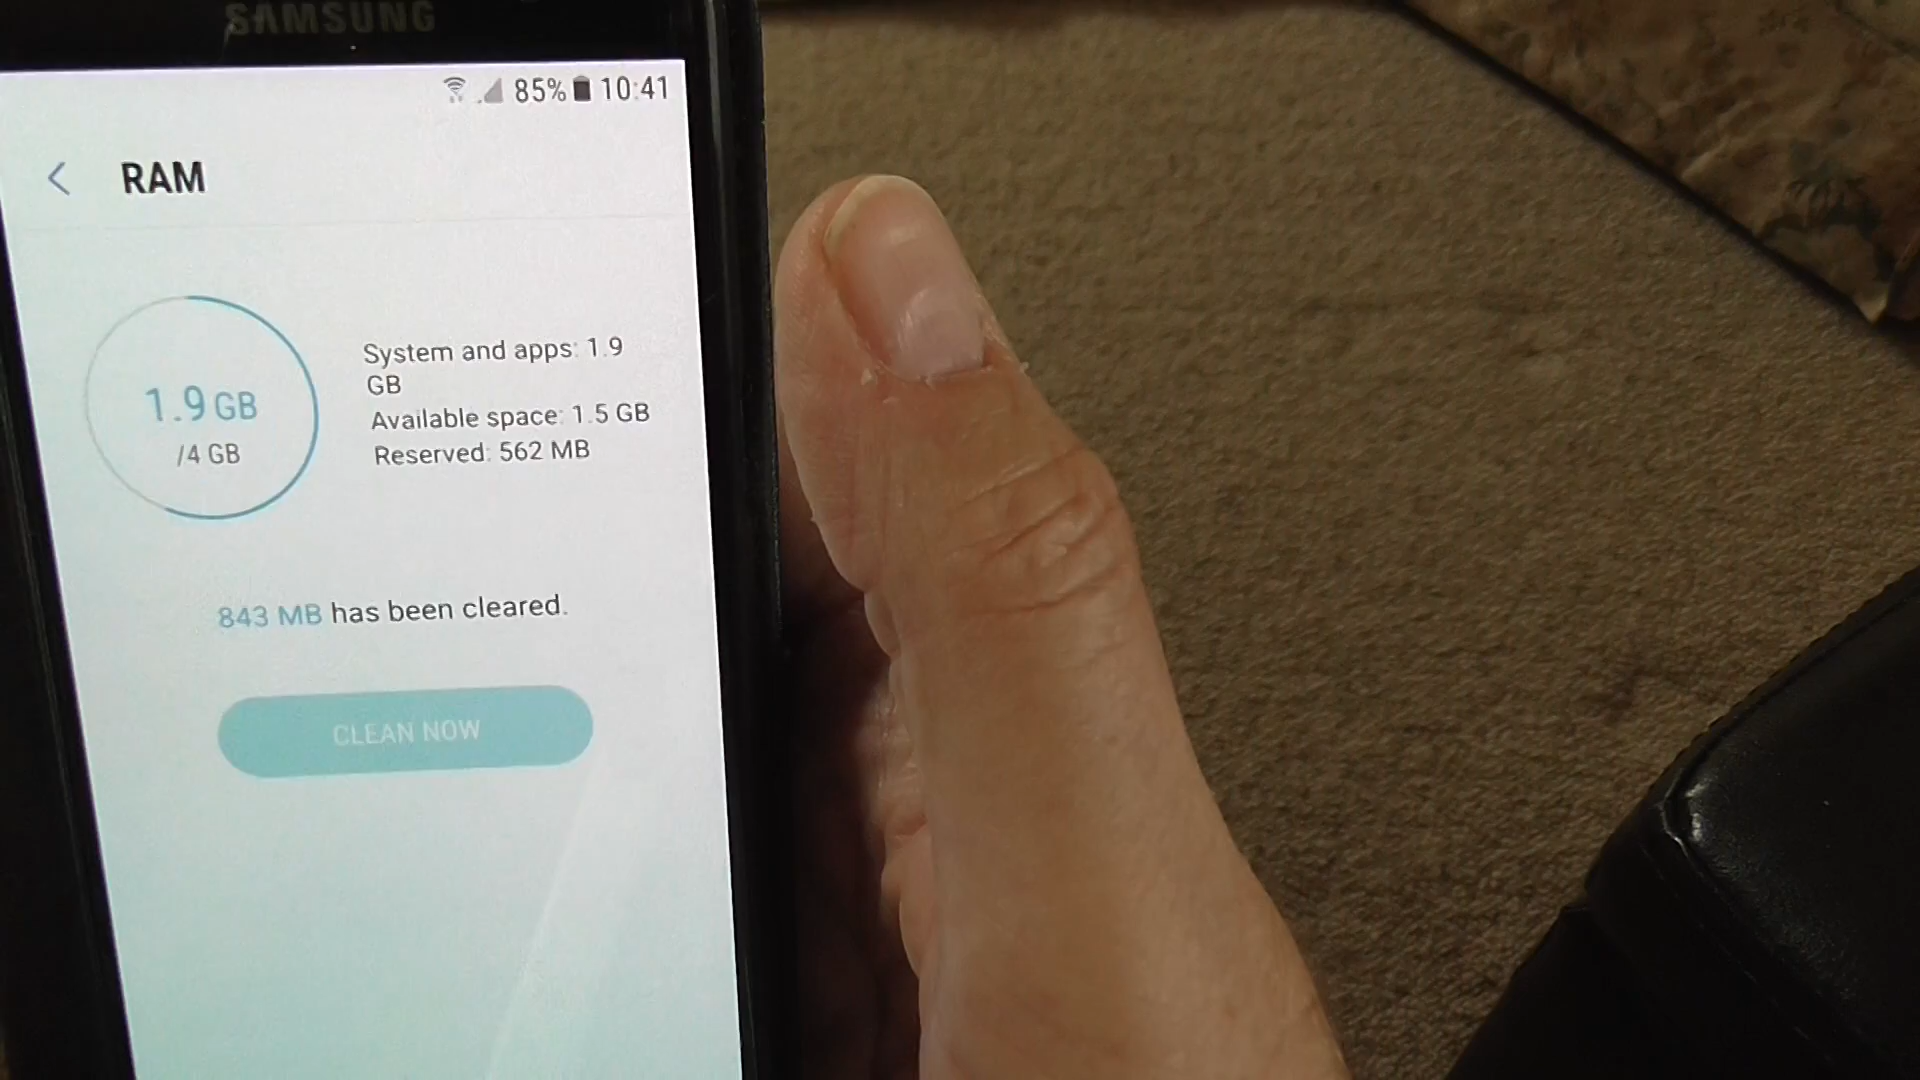 SAMSUNG
85% 10:41
RAM
1.9 GB
/4 GB
System and apps: 1.9
GB
Available space: 1.5 GB
Reserved: 562 MB
843 MB has been cleared.
CLEAN NOW